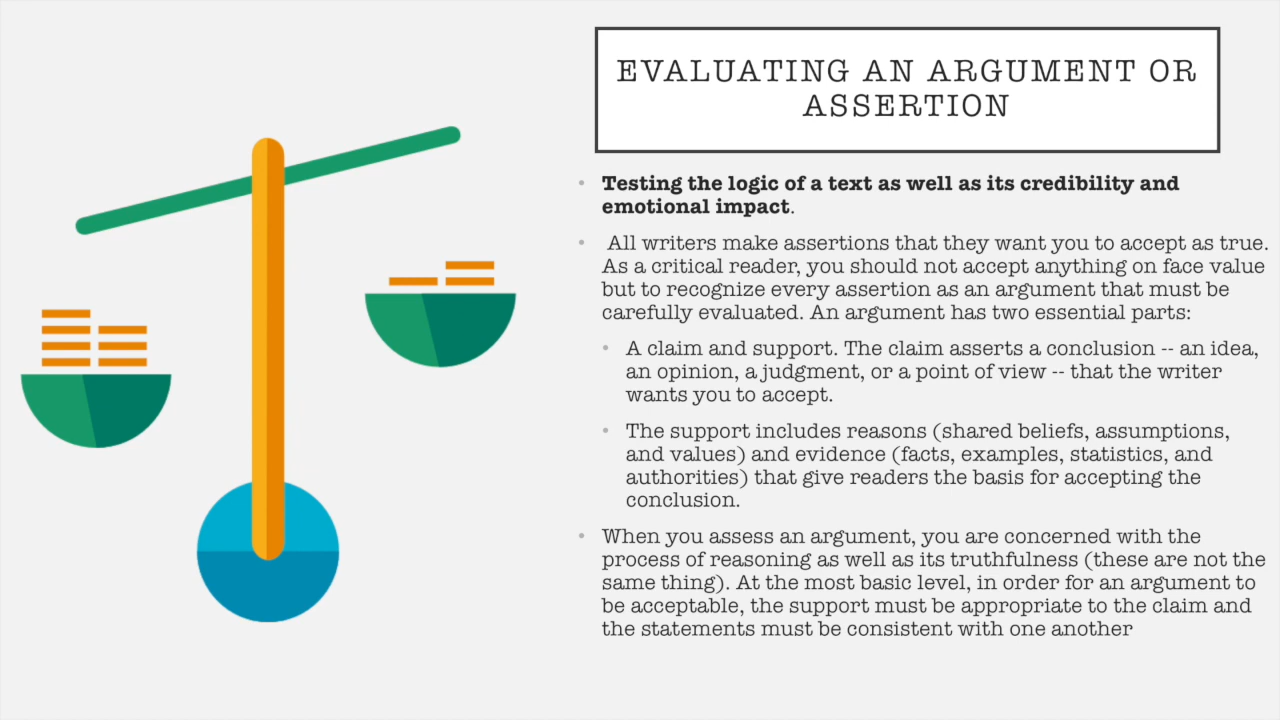 EVALUATING AN ARGUMENT OR
ASSERTION
• Testing the logic of a text as well as its credibility and
emotional impact.
• All writers make assertions that they want you to accept as true.
As a critical reader, you should not accept anything on face value
but to recognize every assertion as an argument that must be
carefully evaluated. An argument has two essential parts:
• A claim and support. The claim asserts a conclusion -- an idea,
an opinion, a judgment, or a point of view -- that the writer
wants you to accept.
• The support includes reasons (shared beliefs, assumptions,
and values) and evidence (facts, examples, statistics, and
authorities) that give readers the basis for accepting the
conclusion.
• When you assess an argument, you are concerned with the
process of reasoning as well as its truthfulness (these are not the
same thing). At the most basic level, in order for an argument to
be acceptable, the support must be appropriate to the claim and
the statements must be consistent with one another